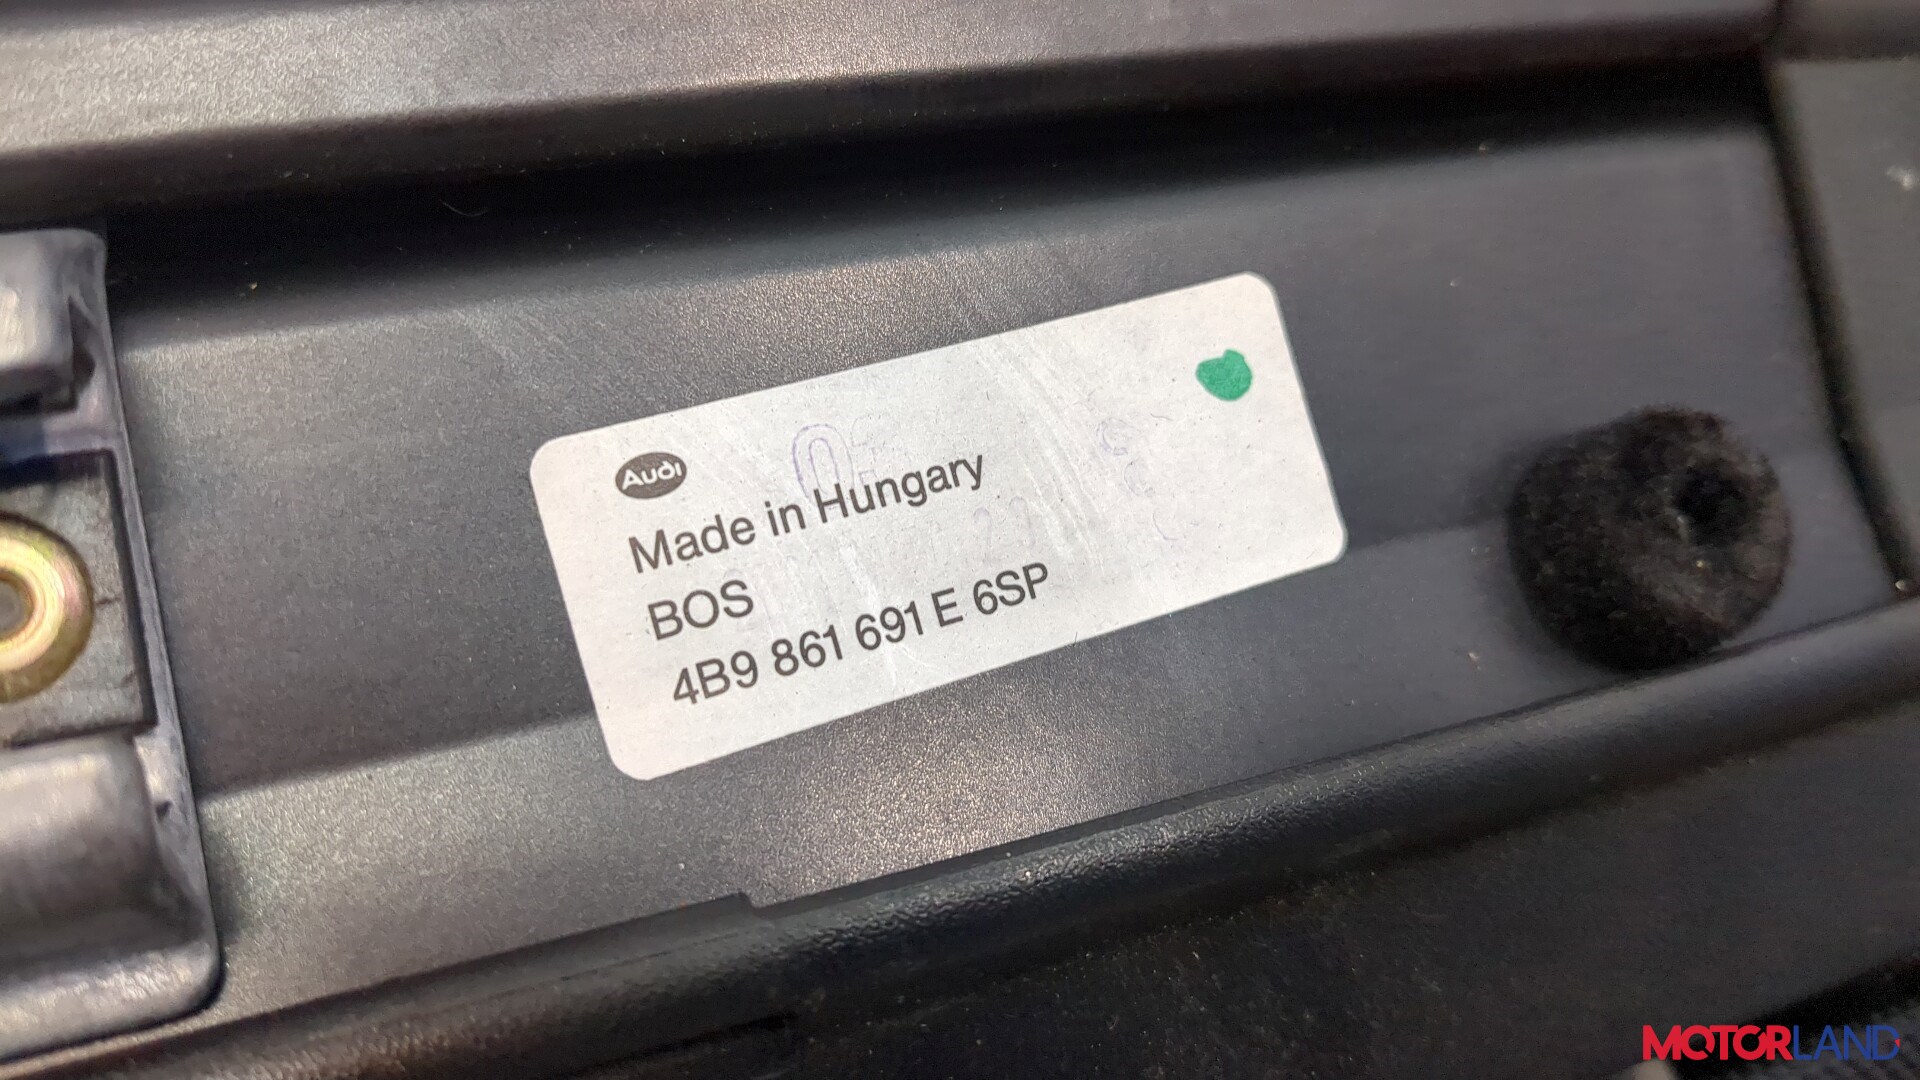 Audi
Made in Hungary
BOS
4B9 861 691 E 6SP
MOTORLAND